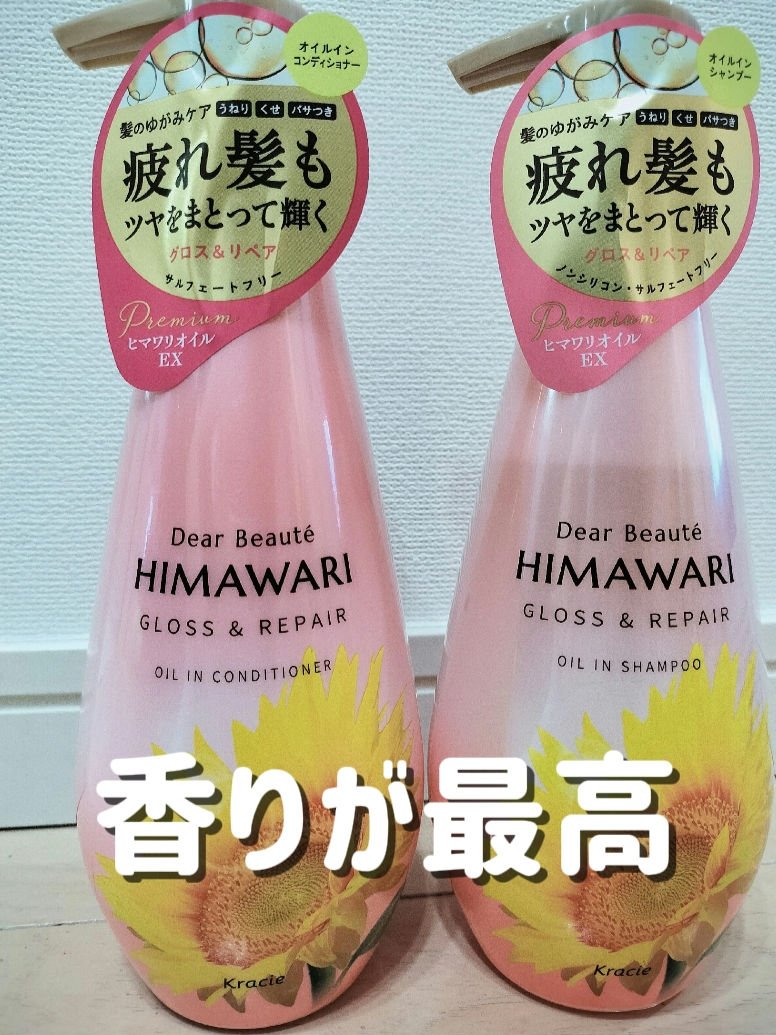 オイルイン
コンディショナー
髪のゆがみケア うねり くせ パサつき
疲れ髪も
ツヤをまとって輝く
グロス&リペア
サルフェートフリー
Premium
ヒマワリオイル
EX
Dear Beauté
HIMAWARI
GLOSS & REPAIR
OIL IN CONDITIONER
Kracie
オイルイン
シャンプー
髪のゆがみケア うねり くせ パサつき
疲れ髪も
ツヤをまとって輝く
グロス&リペア
ノンシリコン・サルフェートフリー
Premium
ヒマワリオイル
EX
Dear Beauté
HIMAWARI
GLOSS & REPAIR
OIL IN SHAMPOO
Kracie
香りが最高